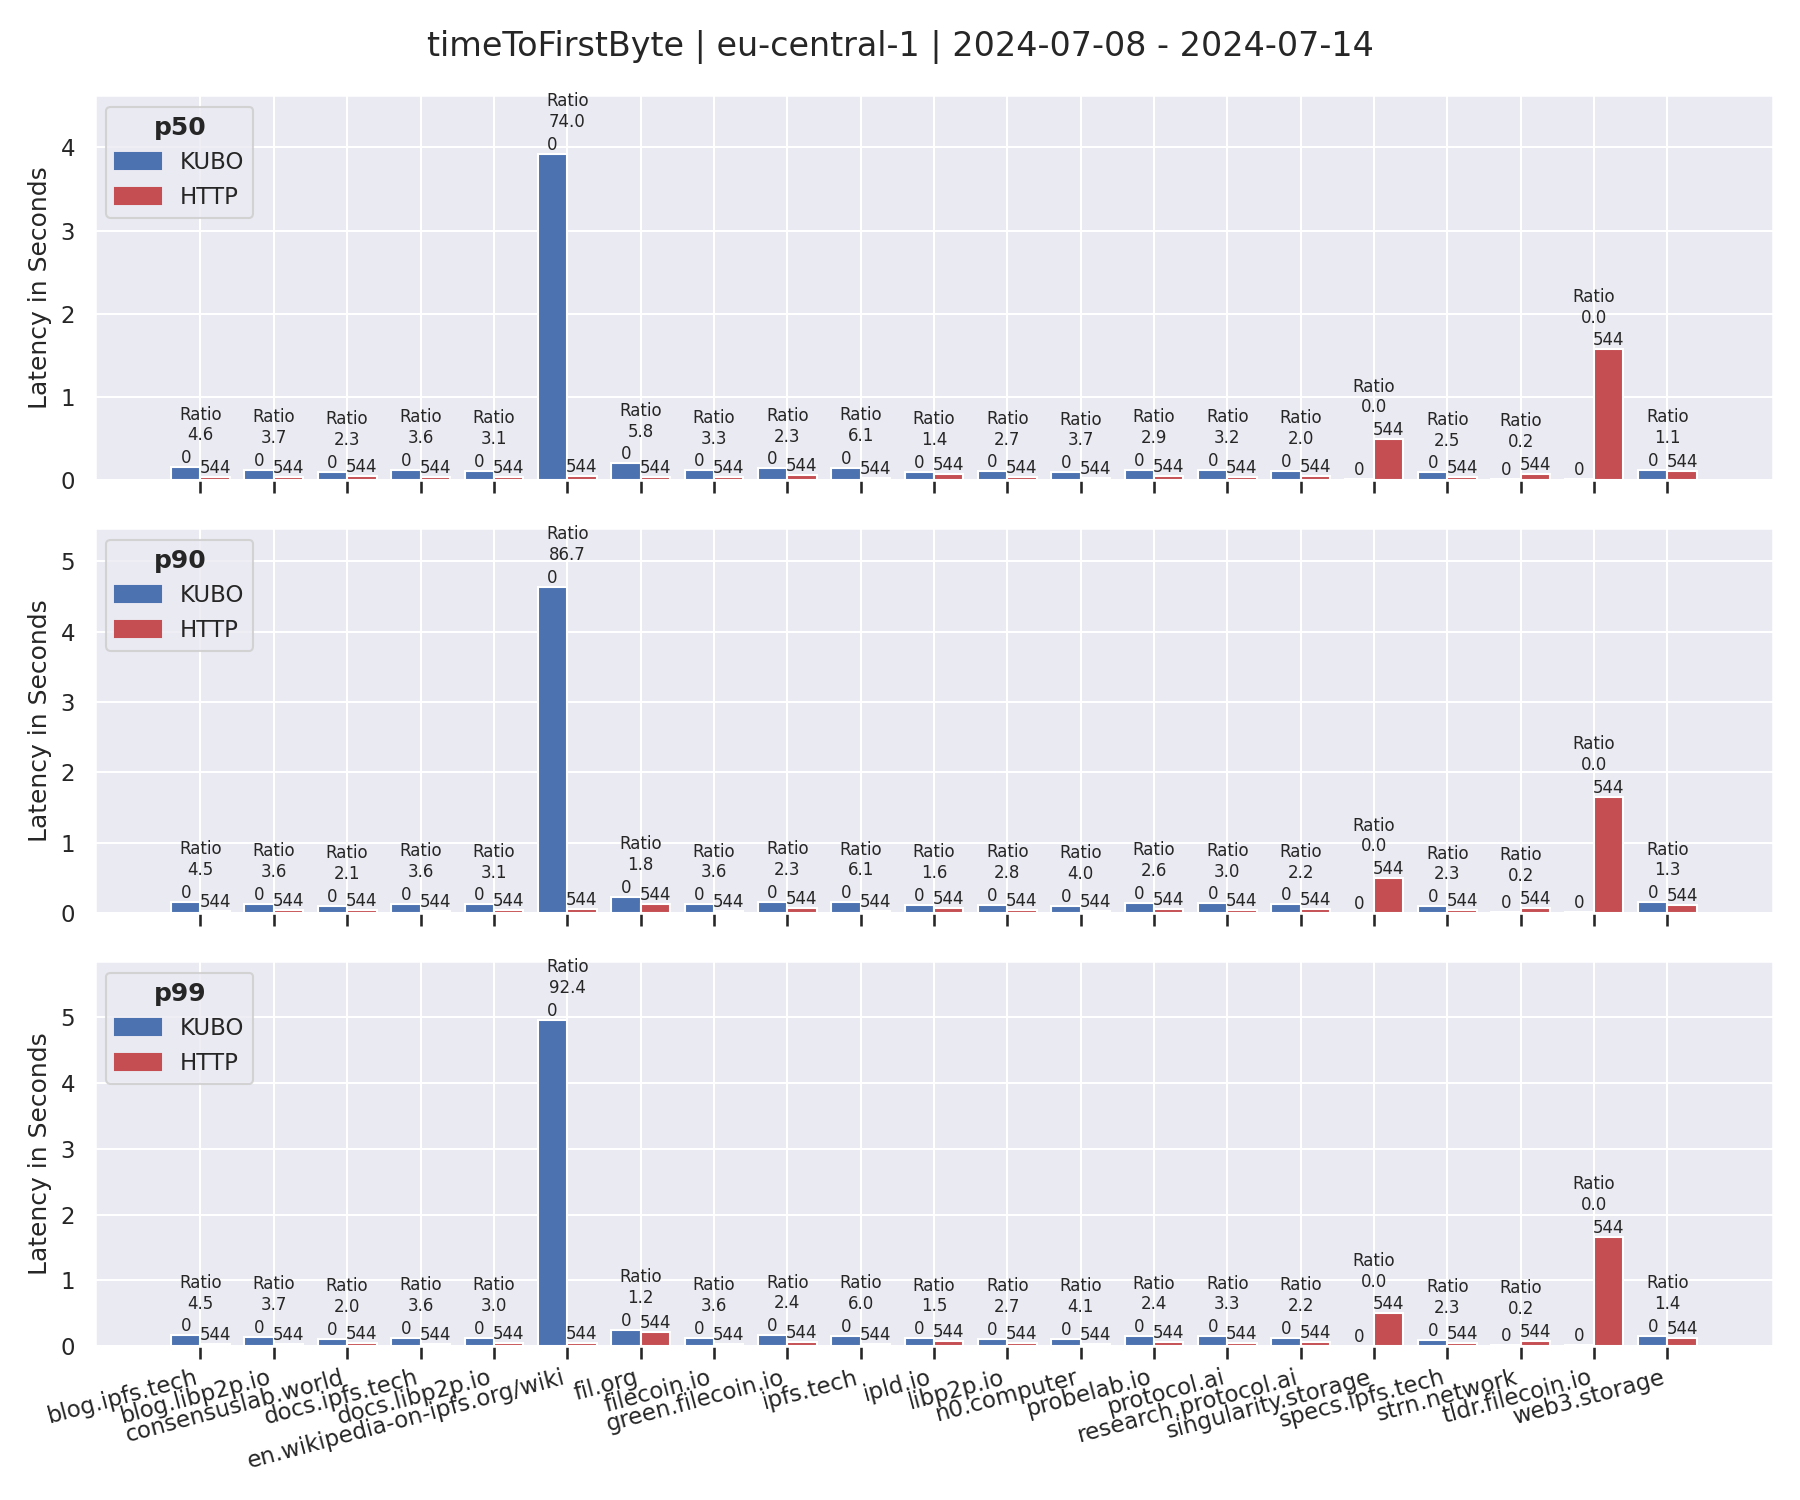 timeToFirstByte | eu-central-1 | 2024-07-08 - 2024-07-14
Latency in Seconds
4
3
2
1
0
p50
KUBO
HTTP
Ratio
4.6
0
544
Ratio
3.7
0
544
Ratio
2.3
0
544
Ratio
3.6
0
544
Ratio
3.1
0
544
Ratio
74.0
0
544
Ratio
5.8
0
544
Ratio
3.3
0
544
Ratio
2.3
0
544
Ratio
6.1
0
544
Ratio
1.4
0
544
Ratio
2.7
0
544
Ratio
3.7
0
544
Ratio
2.9
0
544
Ratio
3.2
0
544
Ratio
2.0
0
544
Ratio
0.0
0
544
Ratio
2.5
0
544
Ratio
0.2
0
544
Ratio
0.0
0
544
Ratio
1.1
0
544
Latency in Seconds
5
4
3
2
1
0
p90
KUBO
HTTP
Ratio
4.5
0
544
Ratio
3.6
0
544
Ratio
2.1
0
544
Ratio
3.6
0
544
Ratio
3.1
0
544
Ratio
86.7
0
544
Ratio
1.8
0
544
Ratio
3.6
0
544
Ratio
2.3
0
544
Ratio
6.1
0
544
Ratio
1.6
0
544
Ratio
2.8
0
544
Ratio
4.0
0
544
Ratio
2.6
0
544
Ratio
3.0
0
544
Ratio
2.2
0
544
Ratio
0.0
0
544
Ratio
2.3
0
544
Ratio
0.2
0
544
Ratio
0.0
0
544
Ratio
1.3
0
544
Latency in Seconds
5
4
3
2
1
0
p99
KUBO
HTTP
Ratio
4.5
0
544
Ratio
3.7
0
544
Ratio
2.0
0
544
Ratio
3.6
0
544
Ratio
3.0
0
544
Ratio
92.4
0
544
Ratio
1.2
0
544
Ratio
3.6
0
544
Ratio
2.4
0
544
Ratio
6.0
0
544
Ratio
1.5
0
544
Ratio
2.7
0
544
Ratio
4.1
0
544
Ratio
2.4
0
544
Ratio
3.3
0
544
Ratio
2.2
0
544
Ratio
0.0
0
544
Ratio
2.3
0
544
Ratio
0.2
0
544
Ratio
0.0
0
544
Ratio
1.4
0
544
blog.ipfs.tech
blog.libp2p.io
consensuslab.world
docs.ipfs.tech
docs.libp2p.io
en.wikipedia-on-ipfs.org/wiki
fil.org
filecoin.io
green.filecoin.io
ipfs.tech
ipld.io
libp2p.io
n0.computer
probelab.io
protocol.ai
research.protocol.ai
singularity.storage
specs.ipfs.tech
strn.network
tldr.filecoin.io
web3.storage